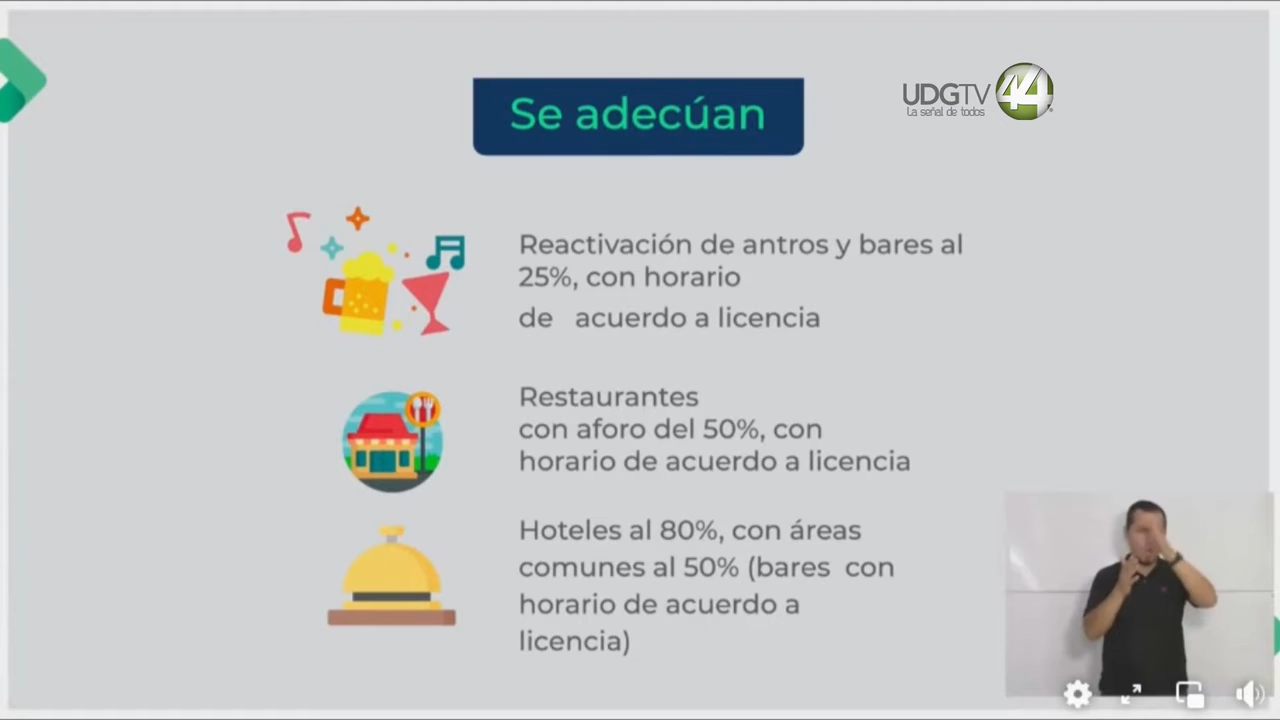 Se adecúan
UDGTV 44
La señal de todos
Reactivación de antros y bares al
25%, con horario
de acuerdo a licencia
Restaurantes
con aforo del 50%, con
horario de acuerdo a licencia
Hoteles al 80%, con áreas
comunes al 50% (bares con
horario de acuerdo a
licencia)